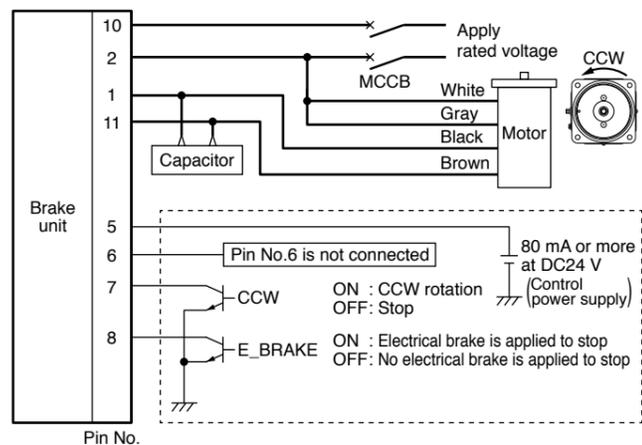 10
Apply
rated voltage
2
MCCB
CCW
1
White
Gray
11
Black
Motor
Capacitor
Brown
Brake
unit
5
6
Pin No.6 is not connected
80 mA or more
at DC24 V
(Control
power supply)
7
CCW
ON : CCW rotation
OFF: Stop
8
E_BRAKE
ON : Electrical brake is applied to stop
OFF: No electrical brake is applied to stop
Pin No.